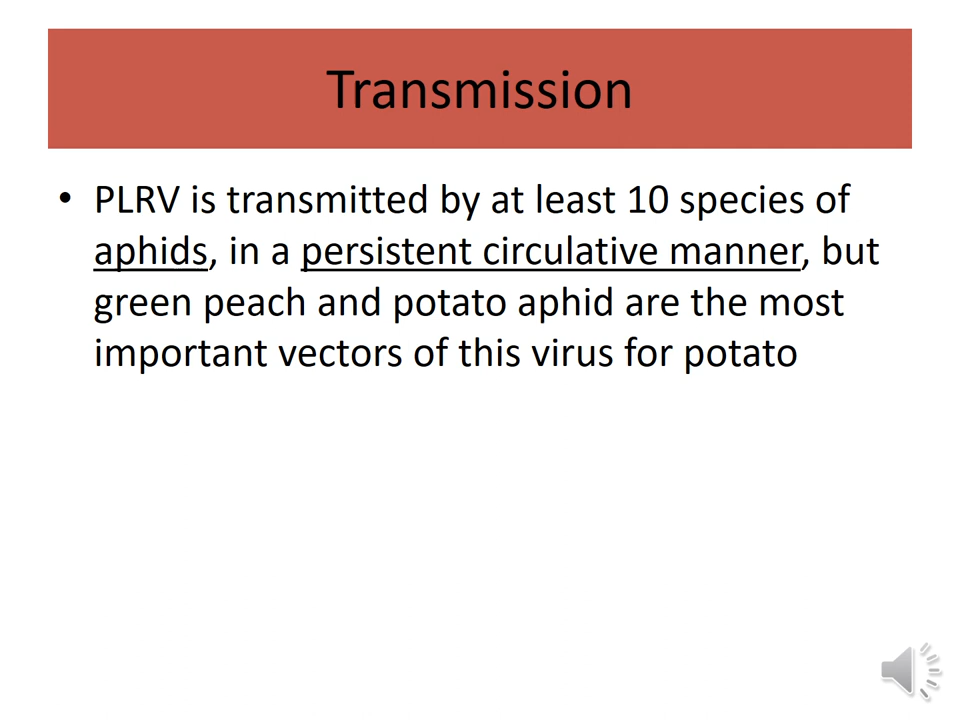 Transmission
• PLRV is transmitted by at least 10 species of
aphids, in a persistent circulative manner, but
green peach and potato aphid are the most
important vectors of this virus for potato